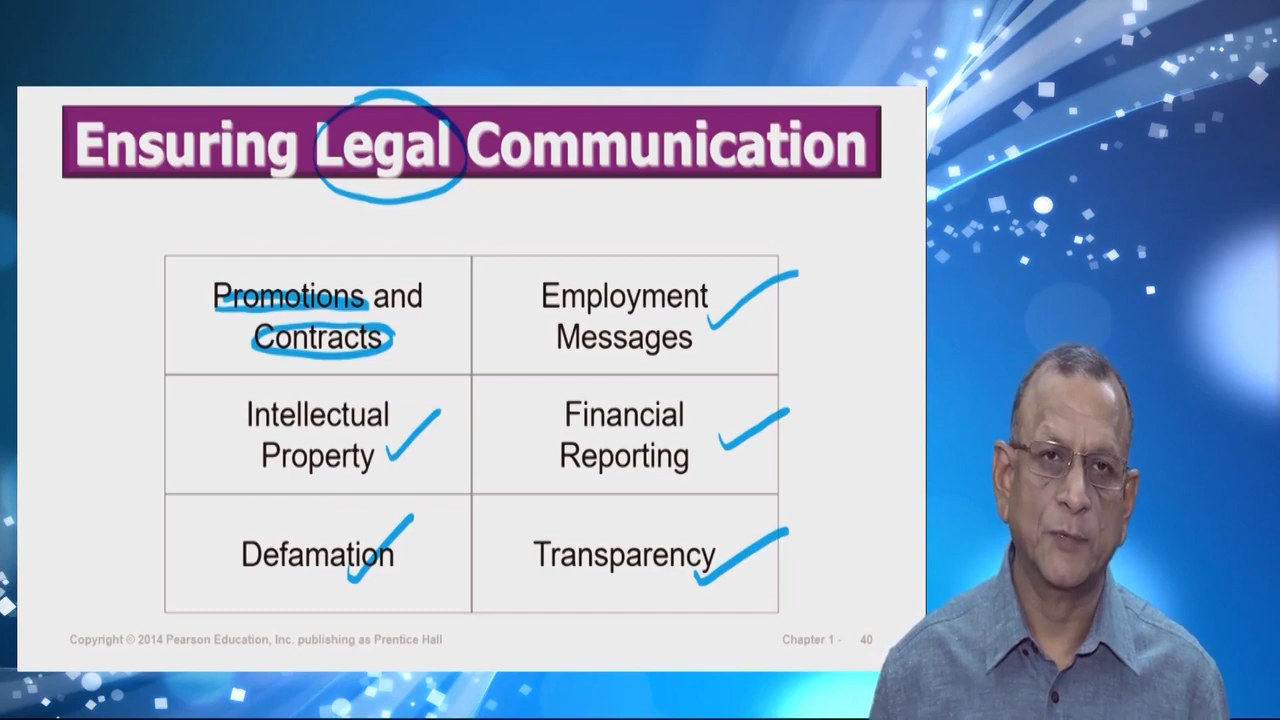 Ensuring Legal Communication
Promotions and
Contracts
Employment
Messages
Intellectual
Property
Financial
Reporting
Defamation
Transparency
Copyright © 2014 Pearson Education, Inc. publishing as Prentice Hall
Chapter 1 - 40